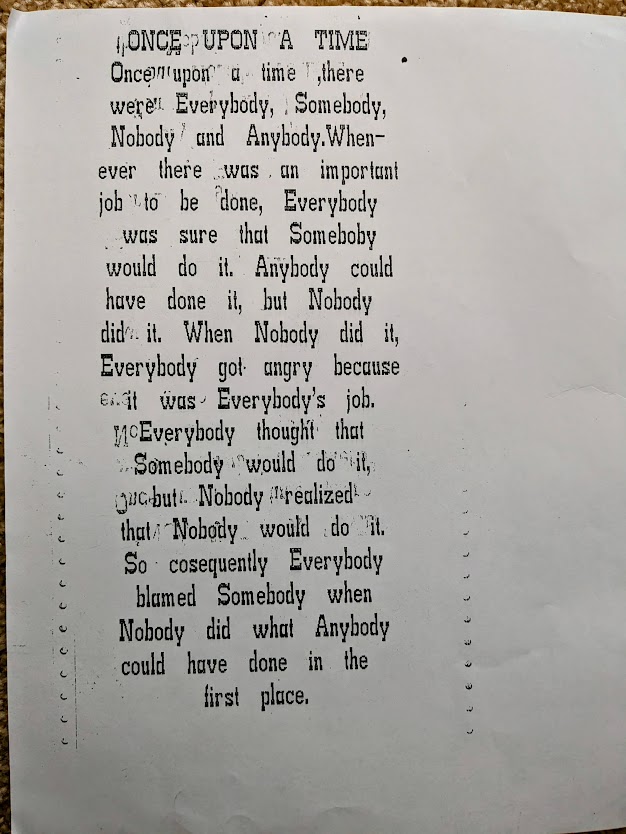 ONCE UPON A TIME
Once upon a time ,there
were Everybody, Somebody,
Nobody and Anybody.When-
ever there was an important
job to be done, Everybody
was sure that Someboby
would do it. Anybody could
have done it, but Nobody
did it. When Nobody did it,
Everybody got angry because
it was Everybody's job.
Everybody thought that
Somebody would do it,
but Nobody realized
that Nobody would do it.
So cosequently Everybody
blamed Somebody when
Nobody did what Anybody
could have done in the
first place.